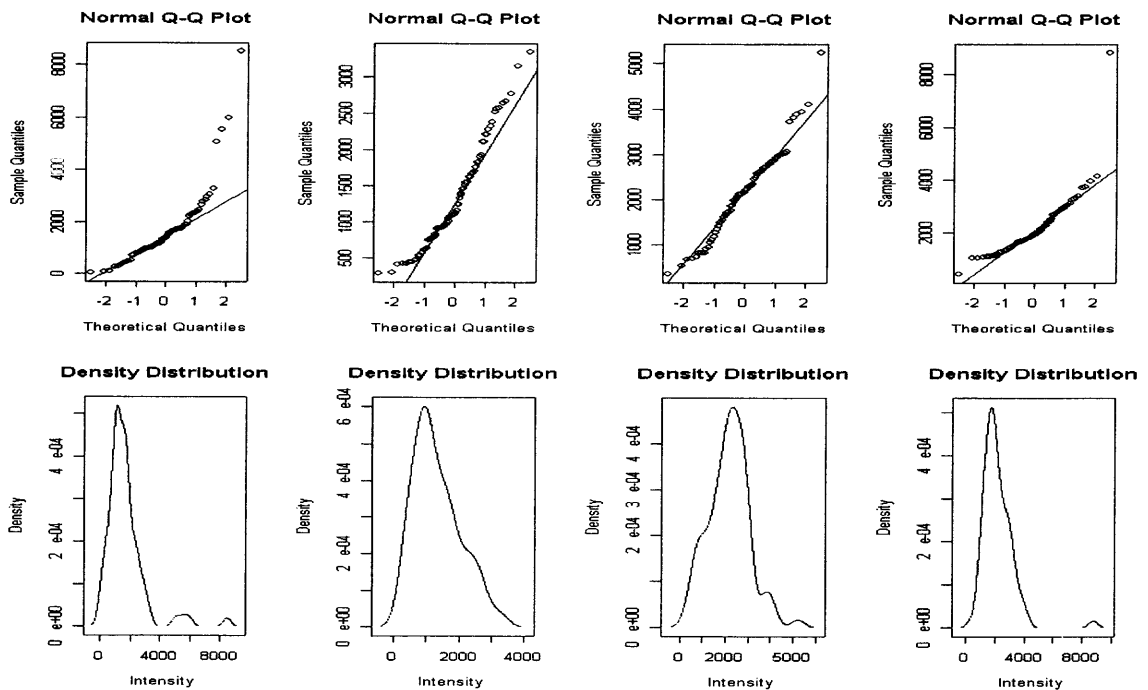 Normal Q-Q Plot
Normal Q-Q Plot
Normal Q-Q Plot
Normal Q-Q Plot
Sample Quantiles
0 2000 4000 6000 8000
-2 -1 0 1 2
Theoretical Quantiles
Sample Quantiles
500 1000 1500 2000 2500 3000
-2 -1 0 1 2
Theoretical Quantiles
Sample Quantiles
1000 2000 3000 4000 5000
-2 -1 0 1 2
Theoretical Quantiles
Sample Quantiles
2000 4000 6000 8000
-2 -1 0 1 2
Theoretical Quantiles
Density Distribution
Density Distribution
Density Distribution
Density Distribution
Density
0 e+00 2 e-04 4 e-04
0 4000 8000
Intensity
Density
0 e+00 2 e-04 4 e-04 6 e-04
0 2000 4000
Intensity
Density
0 e+00 2 e-04 3 e-04 4 e-04
0 2000 5000
Intensity
Density
0 e+00 2 e-04 4 e-04
0 4000 8000
Intensity